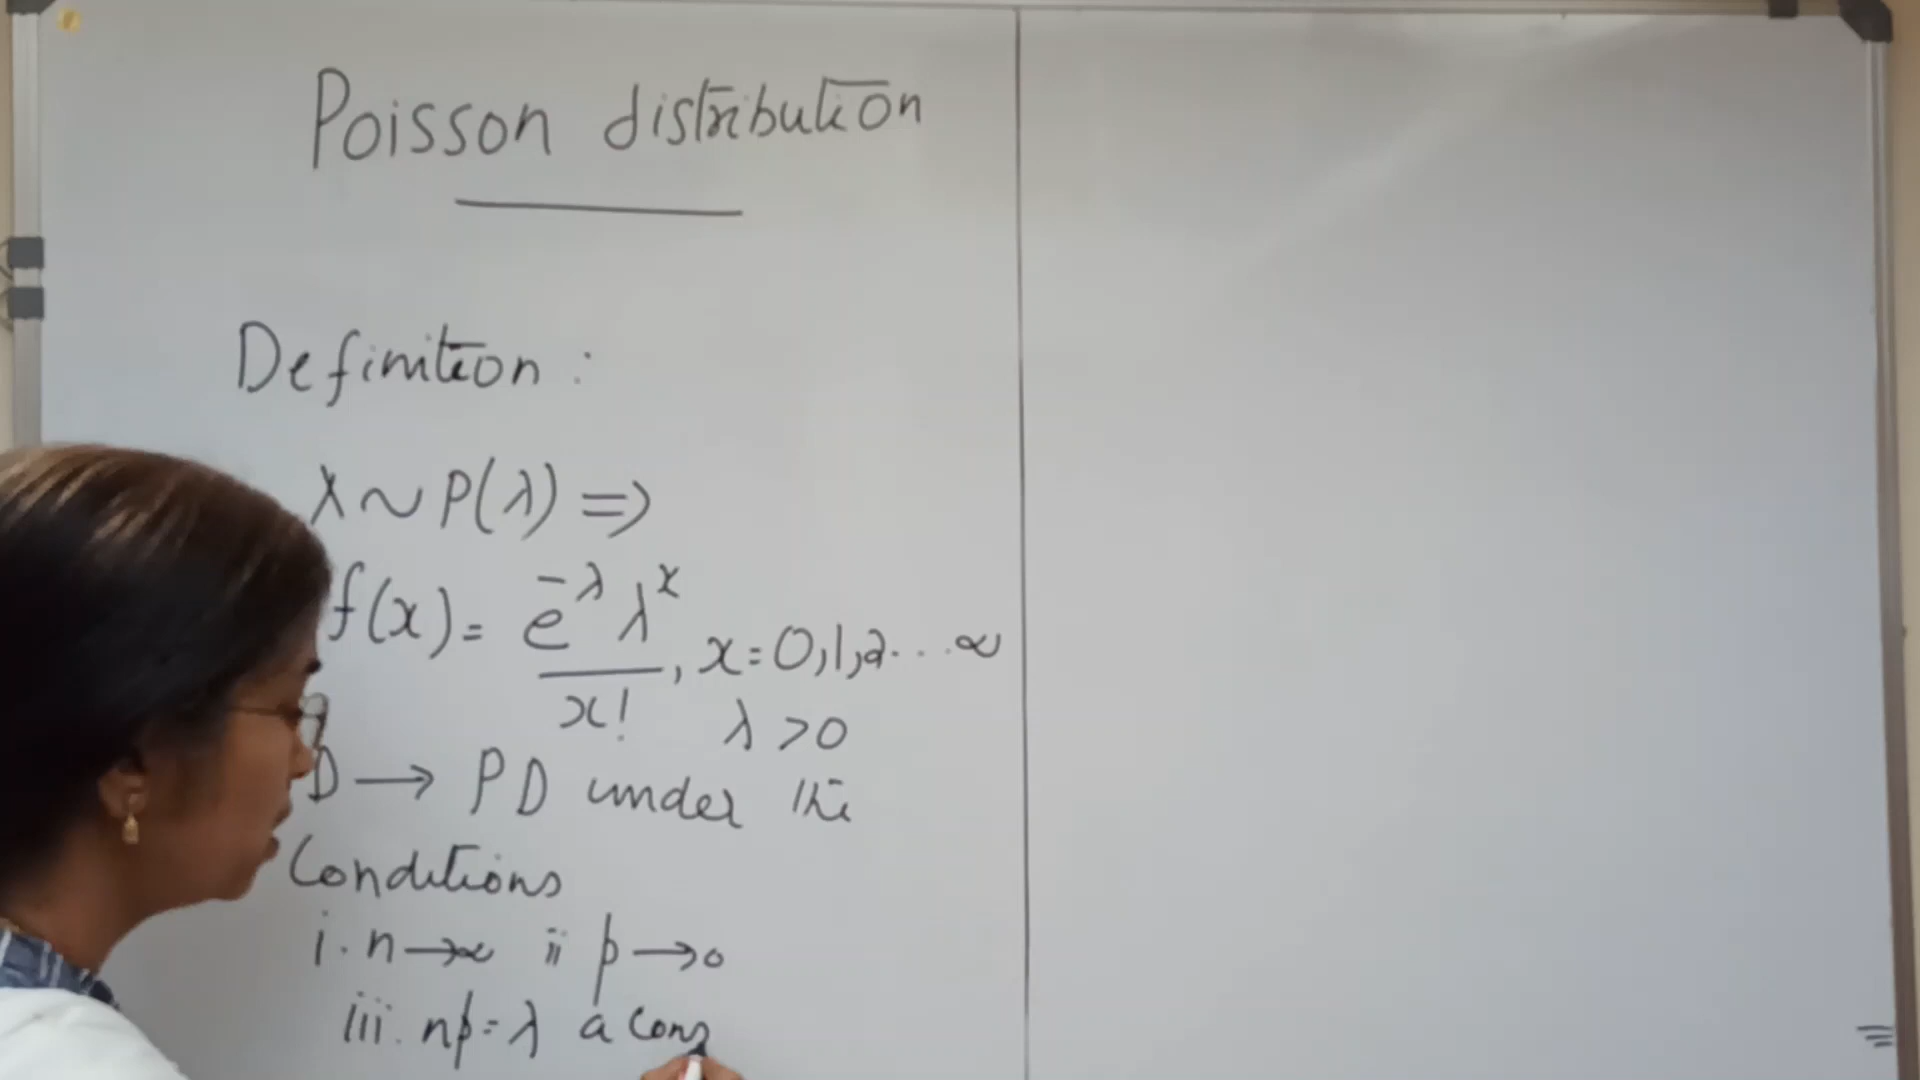 Poisson distribution
Definition :
X ~ P(λ) =>
f(x) = e^-λ λ^x / x! , x = 0,1,2 ... ∞
λ > 0
D → PD under the
Conditions
i. n → ∞ ii p → 0
iii. np = λ a cons